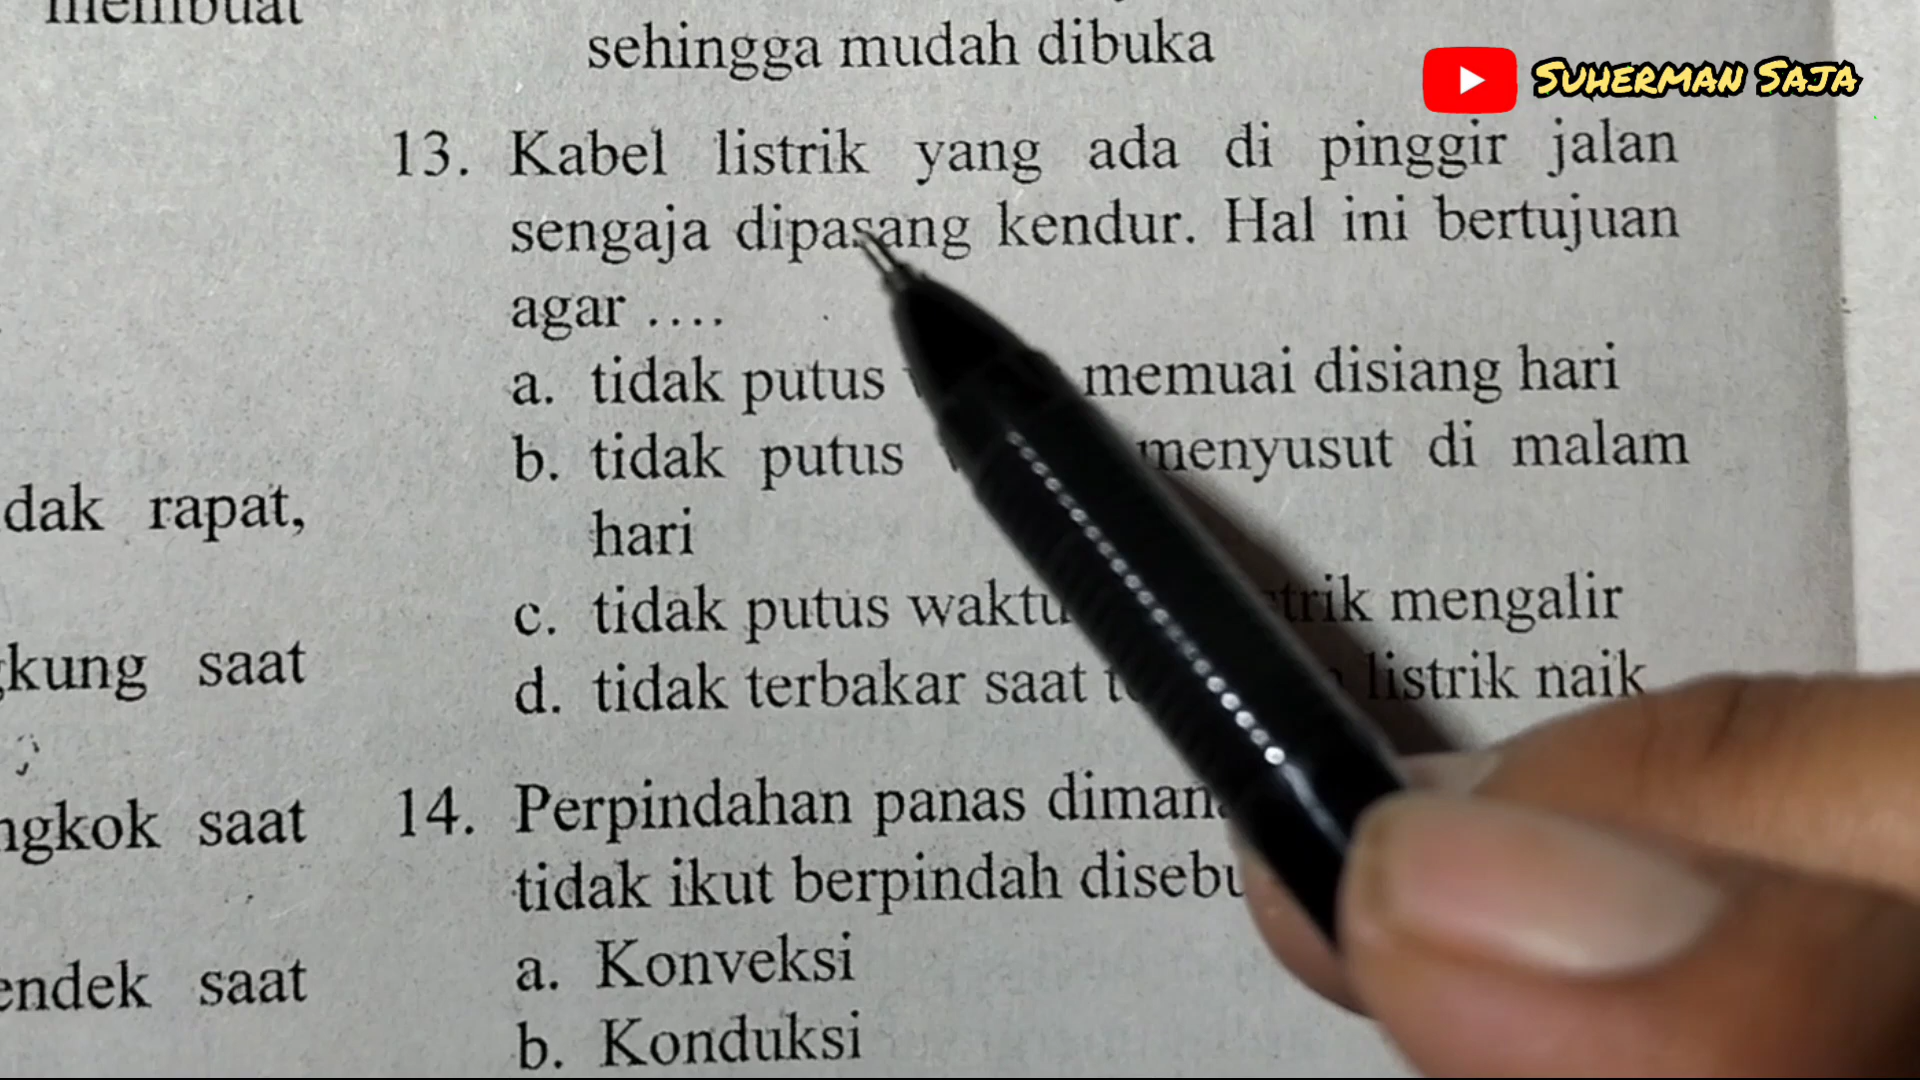 membuat
sehingga mudah dibuka
SUHERMAN SAJA
13. Kabel listrik yang ada di pinggir jalan
sengaja dipasang kendur. Hal ini bertujuan
agar ....
a. tidak putus memuai disiang hari
b. tidak putus menyusut di malam
hari
c. tidak putus waktu mengalir
d. tidak terbakar saat listrik naik
14. Perpindahan panas
tidak ikut berpindah
a. Konveksi
b. Konduksi
dak rapat,
kung saat
ngkok saat
endek saat